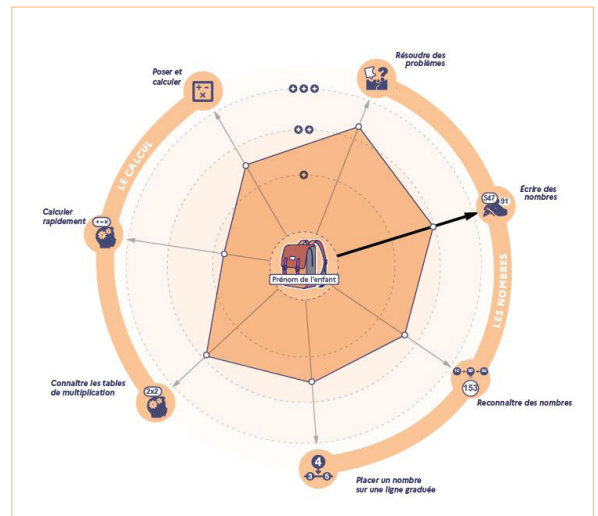 Résoudre des
problèmes
Poser et
calculer
+ -
x
?
+++
++
+
LE CALCUL
547
91
Écrire des
nombres
Calculer
rapidement
+-x
Prénom de l'enfant
LES NOMBRES
Connaître les tables
de multiplication
2x2
153
Reconnaître des nombres
4
3
5
Placer un nombre
sur une ligne graduée